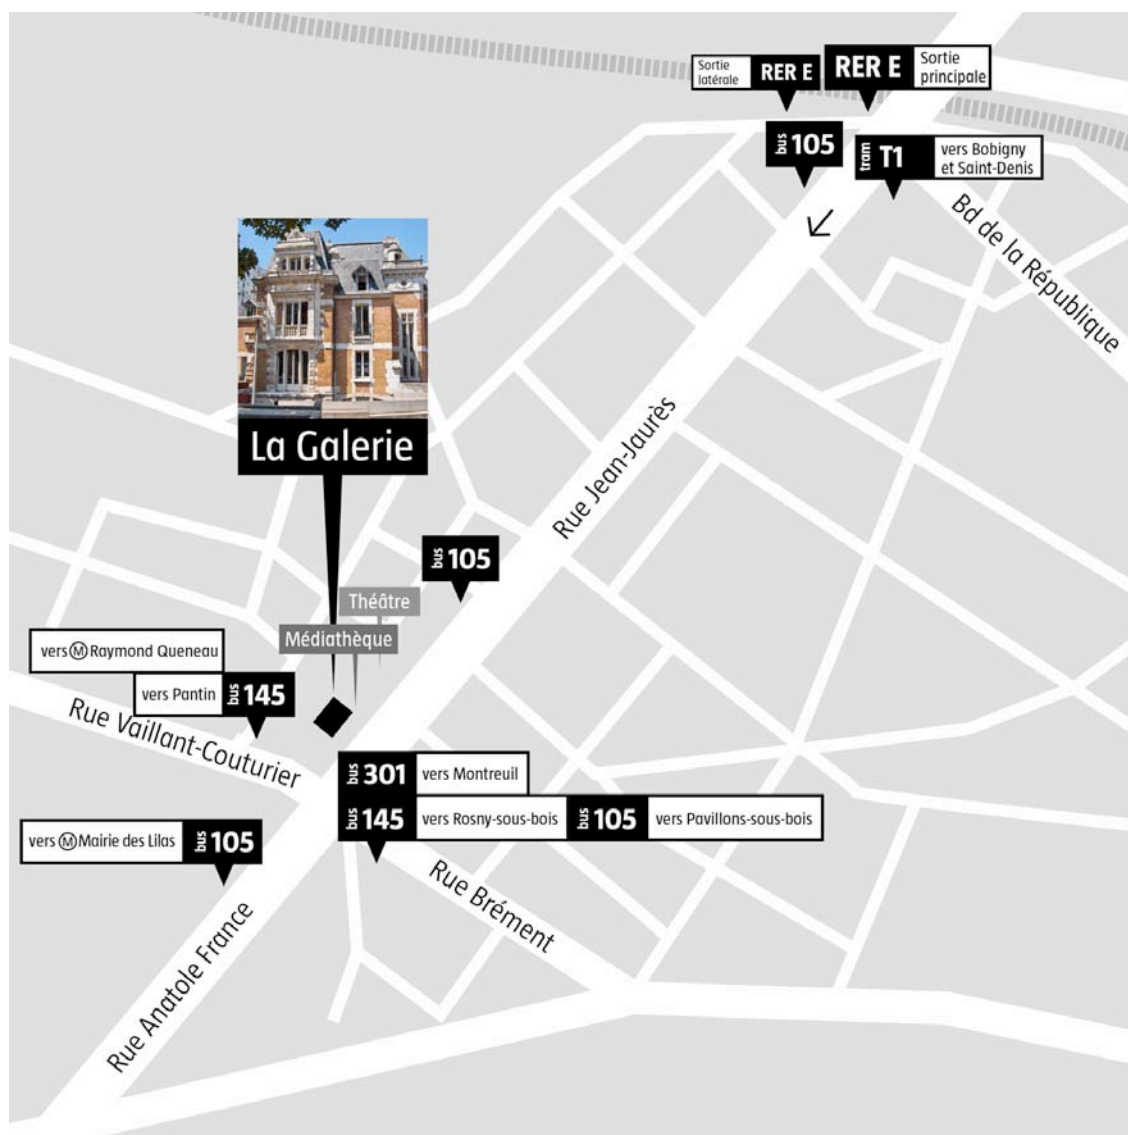 Sortie
latérale
RER E
RER E
Sortie
principale
bus 105
tram T1
vers Bobigny
et Saint-Denis
Bd de la République
La Galerie
Rue Jean-Jaurès
bus 105
Théâtre
Médiathèque
vers M Raymond Queneau
vers Pantin
bus 145
Rue Vaillant-Couturier
bus 301 vers Montreuil
bus 145 vers Rosny-sous-bois bus 105 vers Pavillons-sous-bois
vers M Mairie des Lilas bus 105
Rue Brément
Rue Anatole France